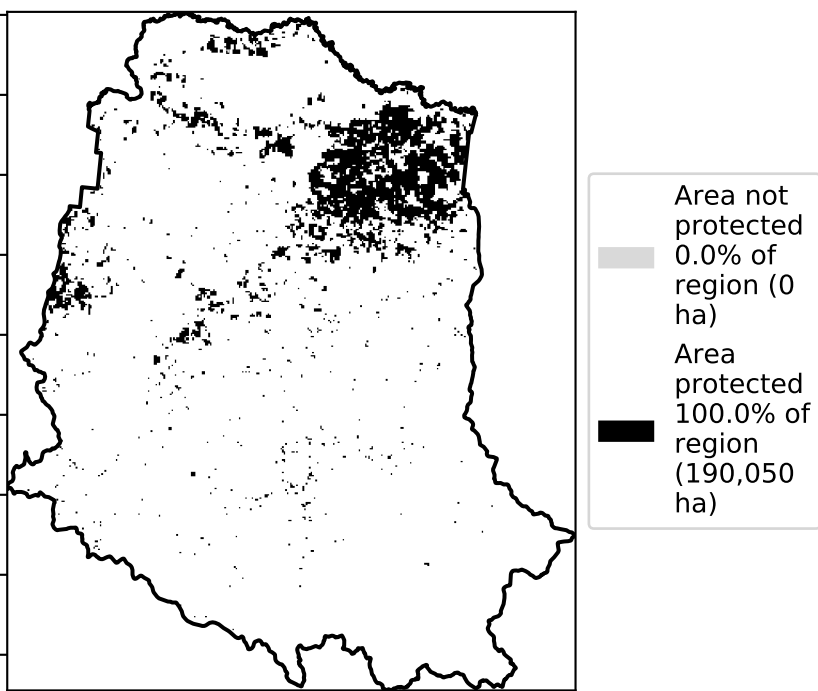 Area not
protected
0.0% of
region (0
ha)
Area
protected
100.0% of
region
(190,050
ha)